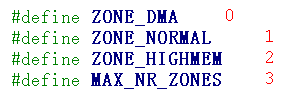 #define ZONE_DMA 0
#define ZONE_NORMAL 1
#define ZONE_HIGHMEM 2
#define MAX_NR_ZONES 3